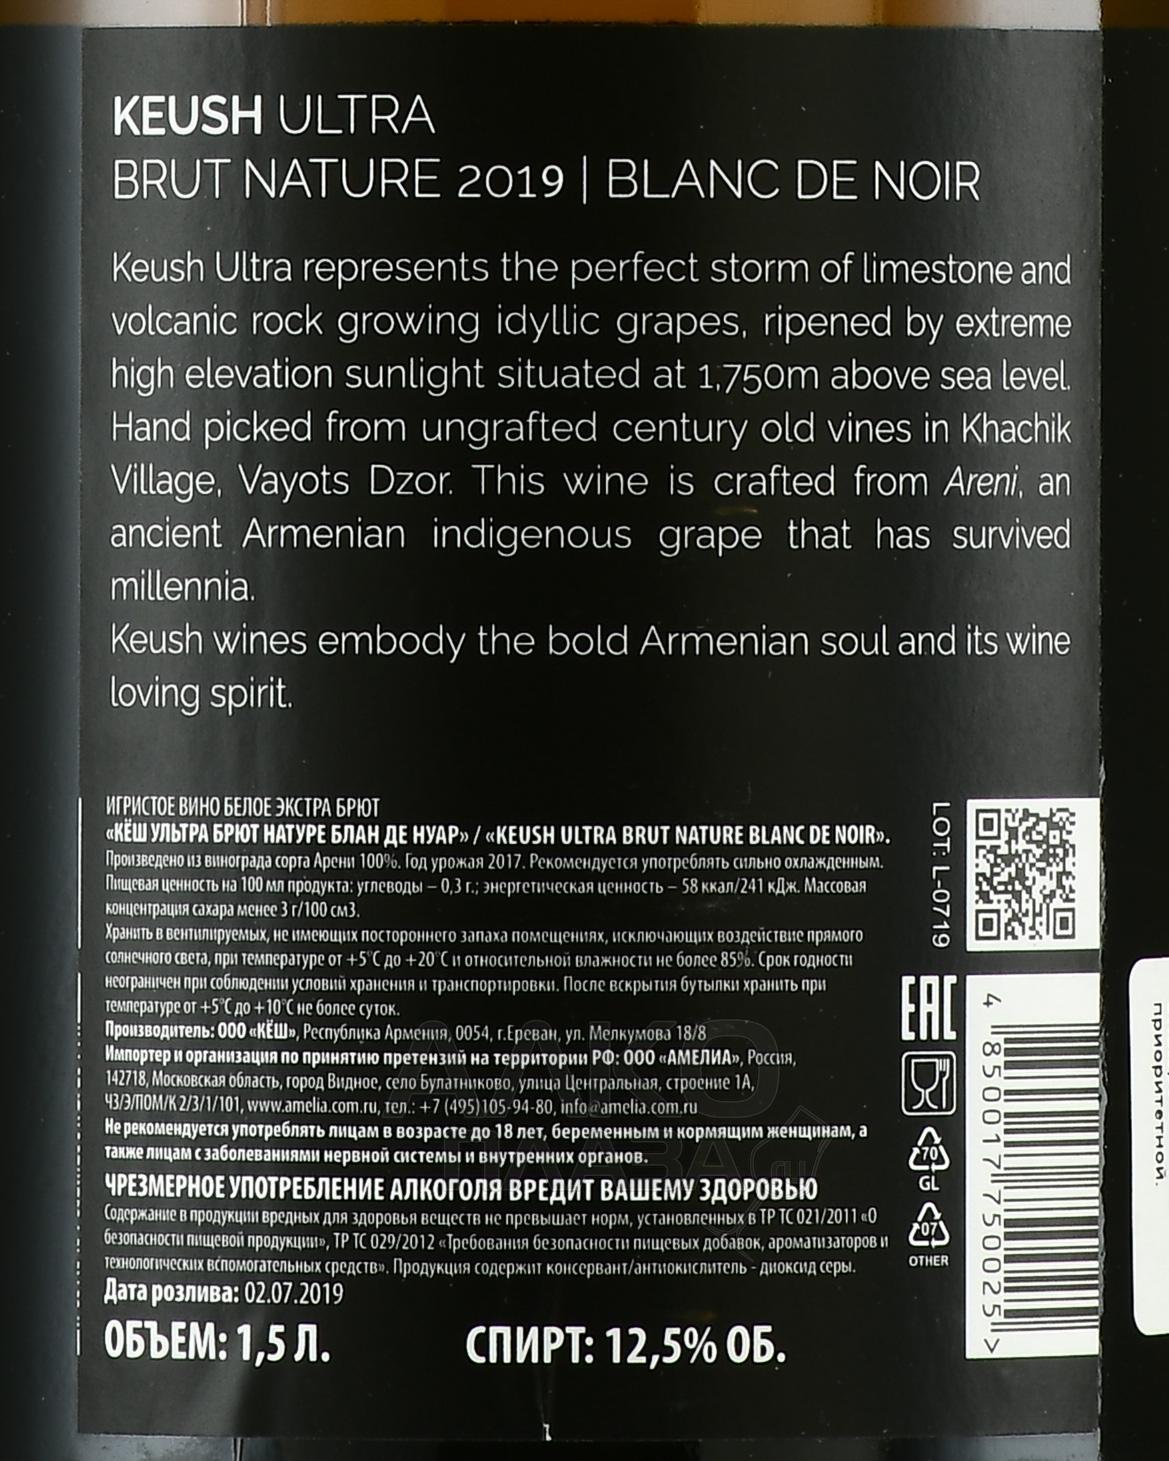 KEUSH ULTRA
BRUT NATURE 2019 | BLANC DE NOIR
Keush Ultra represents the perfect storm of limestone and
volcanic rock growing idyllic grapes, ripened by extreme
high elevation sunlight situated at 1,750m above sea level.
Hand picked from ungrafted century old vines in Khachik
Village, Vayots Dzor. This wine is crafted from Areni, an
ancient Armenian indigenous grape that has survived
millennia.
Keush wines embody the bold Armenian soul and its wine
loving spirit.
ИГРИСТОЕ ВИНО БЕЛОЕ ЭКСТРА БРЮТ
«КЁШ УЛЬТРА БРЮТ НАТУРЕ БЛАН ДЕ НУАР» / «KEUSH ULTRA BRUT NATURE BLANC DE NOIR».
Произведено из винограда сорта Арени 100%. Год урожая 2017. Рекомендуется употреблять сильно охлажденным.
Пищевая ценность на 100 мл продукта: углеводы – 0,3 г.; энергетическая ценность – 58 ккал/241 кДж. Массовая
концентрация сахара менее 3 г/100 см3.
Хранить в вентилируемых, не имеющих постороннего запаха помещениях, исключающих воздействие прямого
солнечного света, при температуре от +5°С до +20°С и относительной влажности не более 85%. Срок годности
неограничен при соблюдении условий хранения и транспортировки. После вскрытия бутылки хранить при
температуре от +5°С до +10°С не более суток.
Производитель: ООО «КЁШ», Республика Армения, 0054, г.Ереван, ул. Мелкумова 18/8
Импортер и организация по принятию претензий на территории РФ: ООО «АМЕЛИА», Россия,
142718, Московская область, город Видное, село Булатниково, улица Центральная, строение 1А,
ЧЗ/Э/ПОМ/К 2/3/1/101, www.amelia.com.ru, тел.: +7 (495)105-94-80, info@amelia.com.ru
Не рекомендуется употреблять лицам в возрасте до 18 лет, беременным и кормящим женщинам, а
также лицам с заболеваниями нервной системы и внутренних органов.
ЧРЕЗМЕРНОЕ УПОТРЕБЛЕНИЕ АЛКОГОЛЯ ВРЕДИТ ВАШЕМУ ЗДОРОВЬЮ
Содержание в продукции вредных для здоровья веществ не превышает норм, установленных в ТР ТС 021/2011 «О
безопасности пищевой продукции», ТР ТС 029/2012 «Требования безопасности пищевых добавок, ароматизаторов и
технологических вспомогательных средств». Продукция содержит консервант/антиокислитель - диоксид серы.
Дата розлива: 02.07.2019
ОБЪЕМ: 1,5 Л. СПИРТ: 12,5% ОБ.
LOT: L-0719
EAC
70
GL
07
OTHER
4 850017 750025 >
приоритетной.
АЛКО
ПЛАЗА
.ru